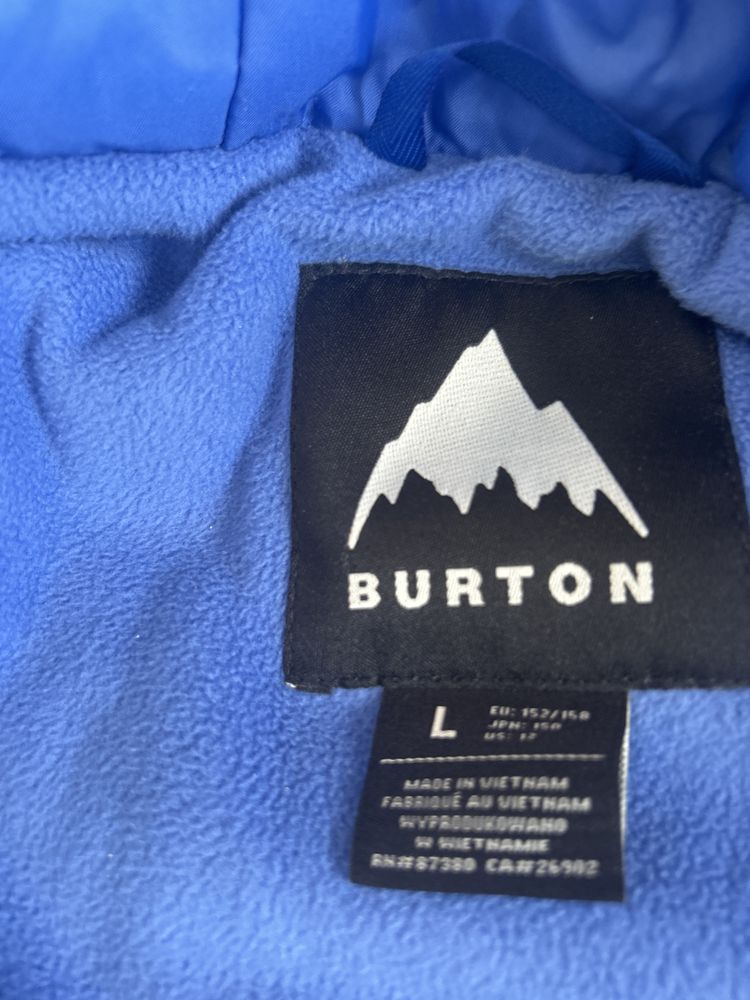 BURTON
L
EU: 152/158
JPN: 150
US: 12
MADE IN VIETNAM
FABRIQUÉ AU VIETNAM
WYPRODUKOWANO
W WIETNAMIE
RN#87380 CA#26902